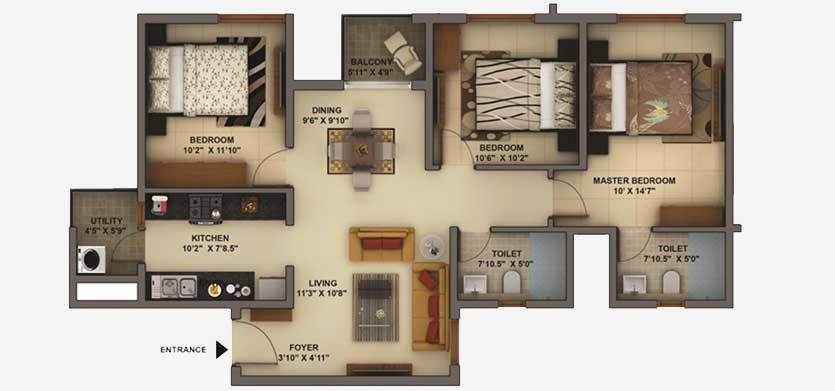 BALCONY
5'11" X 4'9"
DINING
9'6" X 9'10"
BEDROOM
10'2" X 11'10"
BEDROOM
10'6" X 10'2"
MASTER BEDROOM
10' X 14'7"
UTILITY
4'5" X 5'9"
KITCHEN
10'2" X 7'8.5"
TOILET
7'10.5" X 5'0"
TOILET
7'10.5" X 5'0"
LIVING
11'3" X 10'8"
ENTRANCE
FOYER
3'10" X 4'11"